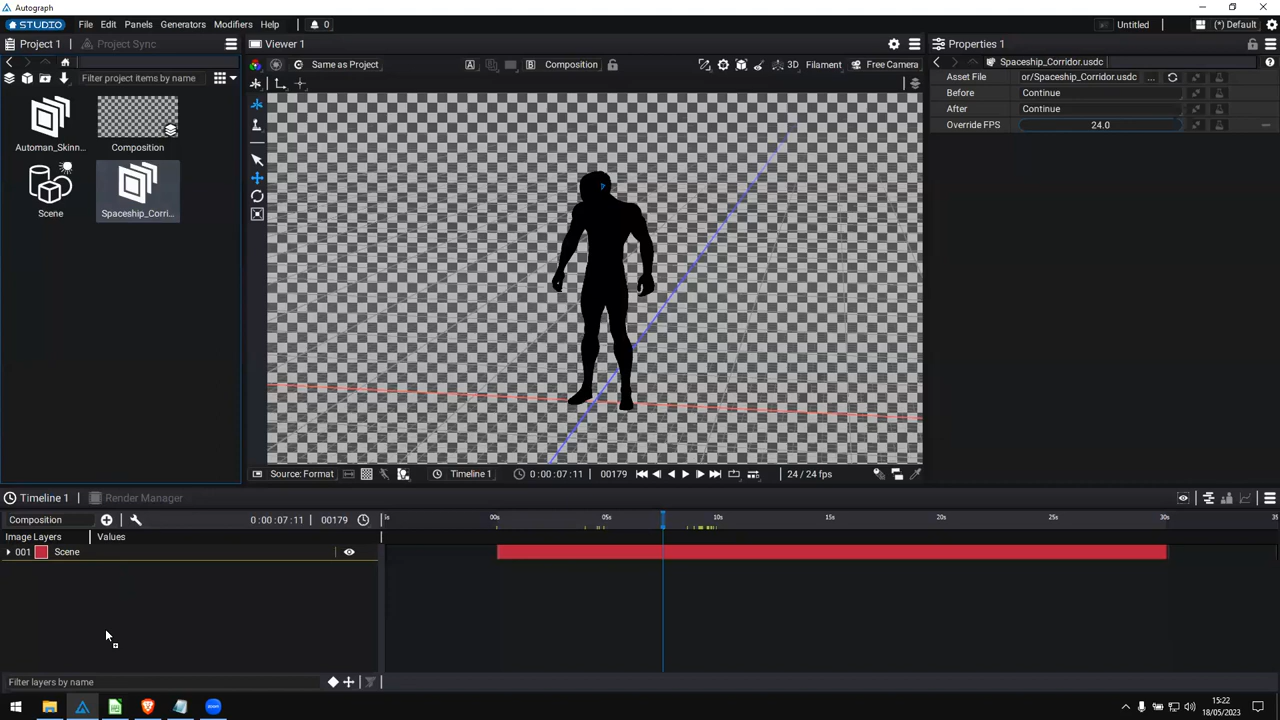 Autograph
STUDIO File Edit Panels Generators Modifiers Help 0 Untitled (*) Default
Project 1 Project Sync
Filter project items by name
Automan_Skinn...
Composition
Scene
Spaceship_Corri...
Viewer 1
Same as Project A Composition B 3D Filament Free Camera
Source: Format Timeline 1 0:00:07:11 00179 24 / 24 fps
Properties 1
Spaceship_Corridor.usdc
Asset File or/Spaceship_Corridor.usdc ...
Before Continue
After Continue
Override FPS 24.0
Timeline 1 Render Manager
Composition 0:00:07:11 00179
Is 00s 05s 10s 15s 20s 25s 30s 35
Image Layers Values
001 Scene
Filter layers by name
zoom
15:22
18/05/2023